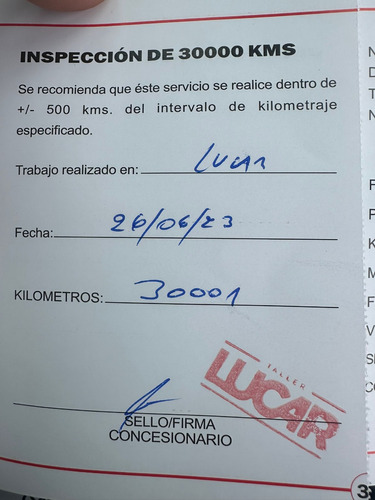 INSPECCIÓN DE 30000 KMS
Se recomienda que éste servicio se realice dentro de
+/- 500 kms. del intervalo de kilometraje
especificado.
Trabajo realizado en: LUCAR
Fecha: 26/06/23
KILOMETROS: 30001
TALLER
LUCAR
SELLO/FIRMA
CONCESIONARIO